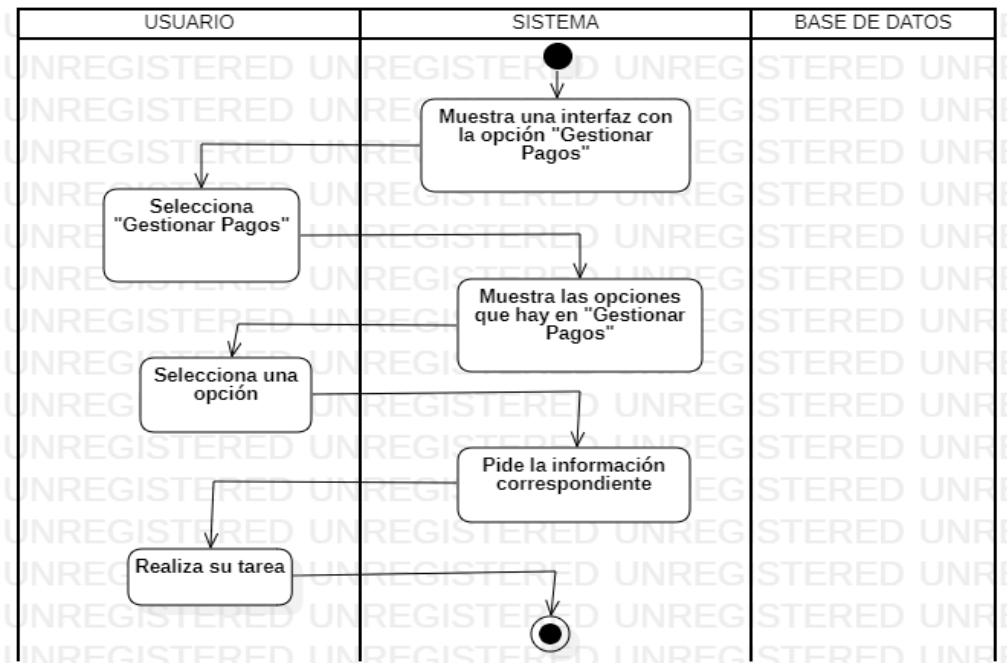 USUARIO
SISTEMA
BASE DE DATOS
Muestra una interfaz con
la opción "Gestionar
Pagos"
Selecciona
"Gestionar Pagos"
Muestra las opciones
que hay en "Gestionar
Pagos"
Selecciona una
opción
Pide la información
correspondiente
Realiza su tarea
UNREGISTERED